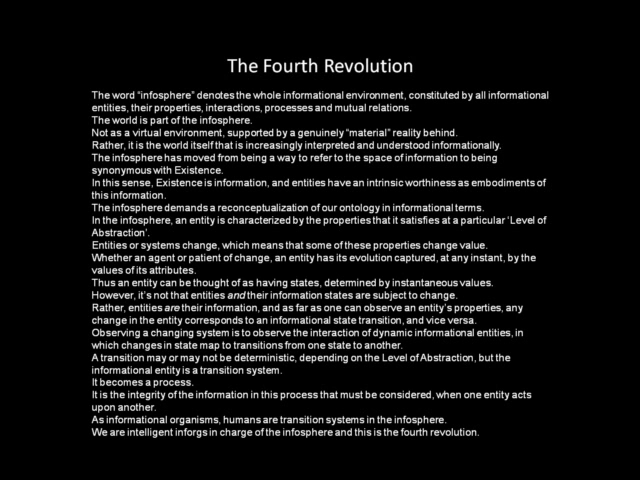 The Fourth Revolution
The word “infosphere” denotes the whole informational environment, constituted by all informational
entities, their properties, interactions, processes and mutual relations.
The world is part of the infosphere.
Not as a virtual environment, supported by a genuinely “material” reality behind.
Rather, it is the world itself that is increasingly interpreted and understood informationally.
The infosphere has moved from being a way to refer to the space of information to being
synonymous with Existence.
In this sense, Existence is information, and entities have an intrinsic worthiness as embodiments of
this information.
The infosphere demands a reconceptualization of our ontology in informational terms.
In the infosphere, an entity is characterized by the properties that it satisfies at a particular ‘Level of
Abstraction’.
Entities or systems change, which means that some of these properties change value.
Whether an agent or patient of change, an entity has its evolution captured, at any instant, by the
values of its attributes.
Thus an entity can be thought of as having states, determined by instantaneous values.
However, it’s not that entities and their information states are subject to change.
Rather, entities are their information, and as far as one can observe an entity’s properties, any
change in the entity corresponds to an informational state transition, and vice versa.
Observing a changing system is to observe the interaction of dynamic informational entities, in
which changes in state map to transitions from one state to another.
A transition may or may not be deterministic, depending on the Level of Abstraction, but the
informational entity is a transition system.
It becomes a process.
It is the integrity of the information in this process that must be considered, when one entity acts
upon another.
As informational organisms, humans are transition systems in the infosphere.
We are intelligent inforgs in charge of the infosphere and this is the fourth revolution.